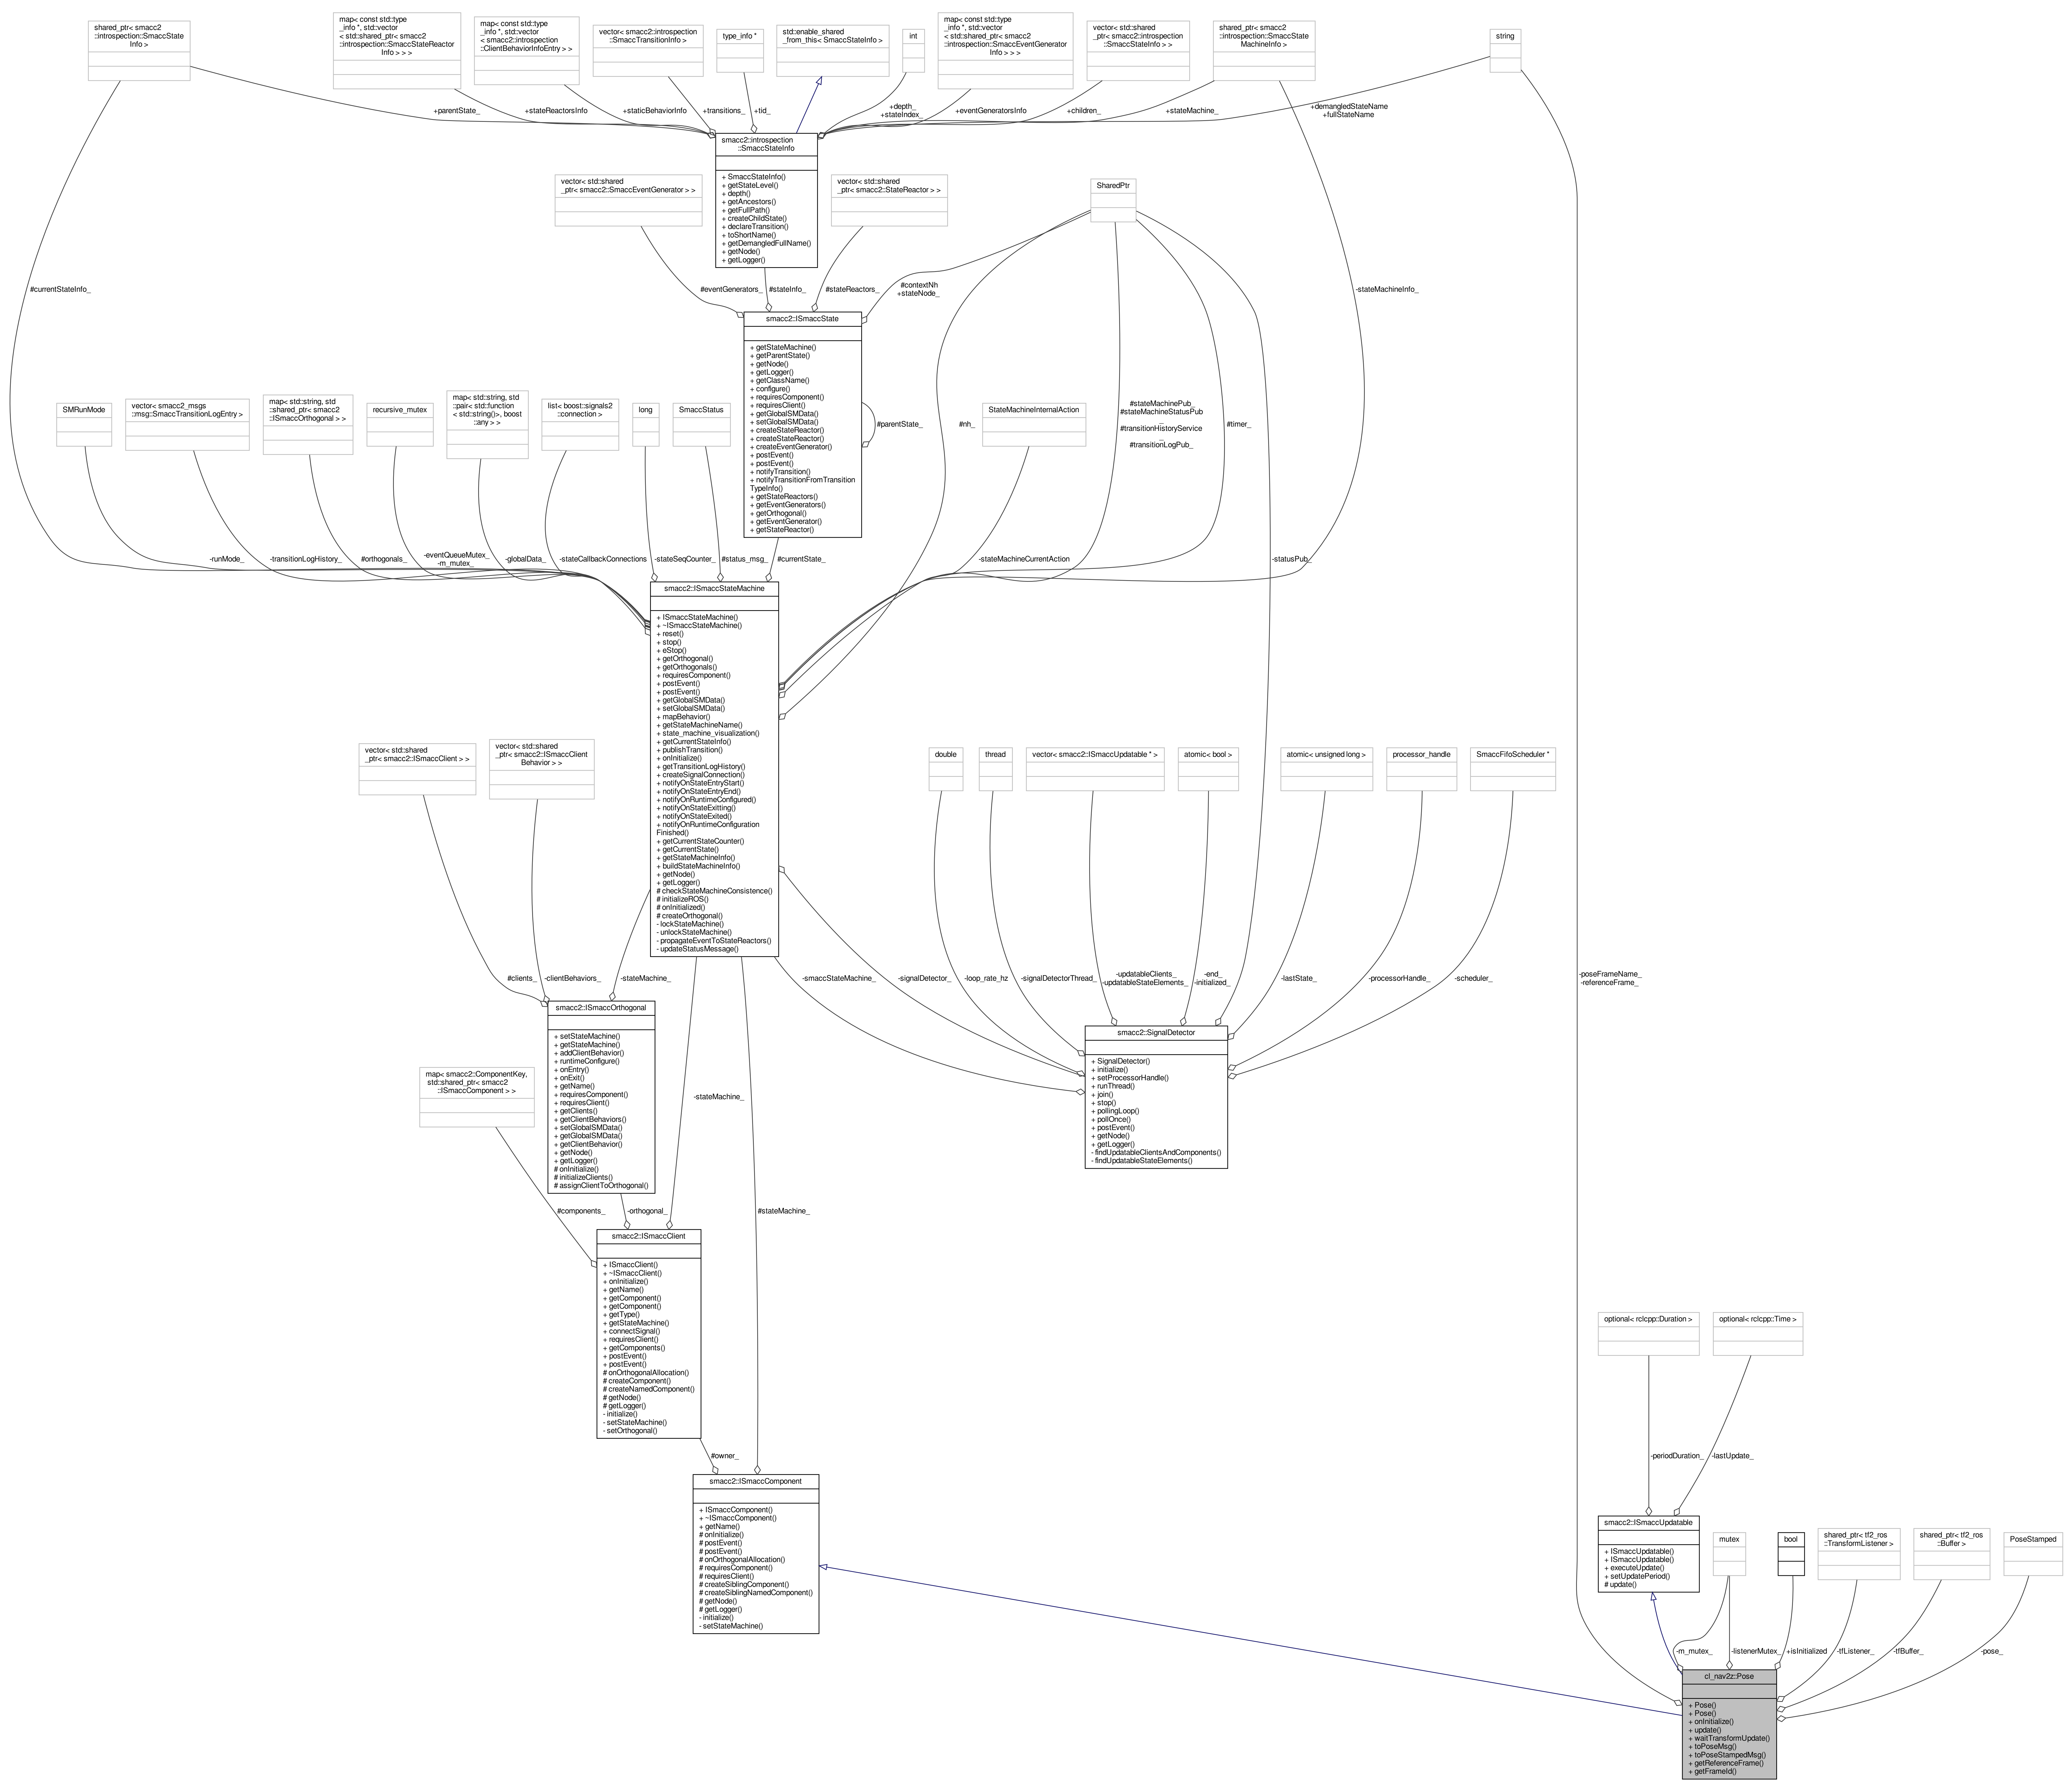 shared_ptr< smacc2
::introspection::SmaccState
Info >
map< const std::type
_info *, std::vector
< std::shared_ptr< smacc2
::introspection::SmaccStateReactor
Info > > >
map< const std::type
_info *, std::vector
< smacc2::introspection
::ClientBehaviorInfoEntry > >
vector< smacc2::introspection
::SmaccTransitionInfo >
type_info *
std::enable_shared
_from_this< SmaccStateInfo >
int
map< const std::type
_info *, std::vector
< std::shared_ptr< smacc2
::introspection::SmaccEventGenerator
Info > > >
vector< std::shared
_ptr< smacc2::introspection
::SmaccStateInfo > >
shared_ptr< smacc2
::introspection::SmaccState
MachineInfo >
string
+parentState_
+stateReactorsInfo
+staticBehaviorInfo
+transitions_
+tid_
+depth_
+stateIndex_
+eventGeneratorsInfo
+children_
+stateMachine_
+demangledStateName
+fullStateName
smacc2::introspection
::SmaccStateInfo
+ SmaccStateInfo()
+ getStateLevel()
+ depth()
+ getAncestors()
+ getFullPath()
+ createChildState()
+ declareTransition()
+ toShortName()
+ getDemangledFullName()
+ getNode()
+ getLogger()
vector< std::shared
_ptr< smacc2::SmaccEventGenerator > >
vector< std::shared
_ptr< smacc2::StateReactor > >
SharedPtr
#currentStateInfo_
#eventGenerators_
#stateInfo_
#stateReactors_
#contextNh
+stateNode_
-stateMachineInfo_
smacc2::ISmaccState
+ getStateMachine()
+ getParentState()
+ getNode()
+ getLogger()
+ getClassName()
+ configure()
+ requiresComponent()
+ requiresClient()
+ getGlobalSMData()
+ setGlobalSMData()
+ createStateReactor()
+ createStateReactor()
+ createEventGenerator()
+ postEvent()
+ postEvent()
+ notifyTransition()
+ notifyTransitionFromTransition
TypeInfo()
+ getStateReactors()
+ getEventGenerators()
+ getOrthogonal()
+ getEventGenerator()
+ getStateReactor()
#parentState_
SMRunMode
vector< smacc2_msgs
::msg::SmaccTransitionLogEntry >
map< std::string, std
::shared_ptr< smacc2
::ISmaccOrthogonal > >
recursive_mutex
map< std::string, std
::pair< std::function
< std::string()>, boost
::any > >
list< boost::signals2
::connection >
long
SmaccStatus
#nh_
StateMachineInternalAction
#stateMachinePub_
#stateMachineStatusPub
_
#transitionHistoryService
_
#transitionLogPub_
#timer_
-runMode_
-transitionLogHistory_
#orthogonals_
-eventQueueMutex_
-m_mutex_
-globalData_
-stateCallbackConnections
-stateSeqCounter_
#status_msg_
#currentState_
-stateMachineCurrentAction
-statusPub_
smacc2::ISmaccStateMachine
+ ISmaccStateMachine()
+ ~ISmaccStateMachine()
+ reset()
+ stop()
+ eStop()
+ getOrthogonal()
+ getOrthogonals()
+ requiresComponent()
+ postEvent()
+ postEvent()
+ getGlobalSMData()
+ setGlobalSMData()
+ mapBehavior()
+ getStateMachineName()
+ state_machine_visualization()
+ getCurrentStateInfo()
+ publishTransition()
+ onInitialize()
+ getTransitionLogHistory()
+ createSignalConnection()
+ notifyOnStateEntryStart()
+ notifyOnStateEntryEnd()
+ notifyOnRuntimeConfigured()
+ notifyOnStateExitting()
+ notifyOnStateExited()
+ notifyOnRuntimeConfiguration
Finished()
+ getCurrentStateCounter()
+ getCurrentState()
+ getStateMachineInfo()
+ buildStateMachineInfo()
+ getNode()
+ getLogger()
# checkStateMachineConsistence()
# initializeROS()
# onInitialized()
# createOrthogonal()
- lockStateMachine()
- unlockStateMachine()
- propagateEventToStateReactors()
- updateStatusMessage()
vector< std::shared
_ptr< smacc2::ISmaccClient > >
vector< std::shared
_ptr< smacc2::ISmaccClient
Behavior > >
double
thread
vector< smacc2::ISmaccUpdatable * >
atomic< bool >
atomic< unsigned long >
processor_handle
SmaccFifoScheduler *
#clients_
-clientBehaviors_
-stateMachine_
-smaccStateMachine_
-signalDetector_
-loop_rate_hz
-signalDetectorThread_
-updatableClients_
-updatableStateElements_
-end_
-initialized_
-lastState_
-processorHandle_
-scheduler_
-poseFrameName_
-referenceFrame_
smacc2::ISmaccOrthogonal
+ setStateMachine()
+ getStateMachine()
+ addClientBehavior()
+ runtimeConfigure()
+ onEntry()
+ onExit()
+ getName()
+ requiresComponent()
+ requiresClient()
+ getClients()
+ getClientBehaviors()
+ setGlobalSMData()
+ getGlobalSMData()
+ getClientBehavior()
+ getNode()
+ getLogger()
# onInitialize()
# initializeClients()
# assignClientToOrthogonal()
smacc2::SignalDetector
+ SignalDetector()
+ initialize()
+ setProcessorHandle()
+ runThread()
+ join()
+ stop()
+ pollingLoop()
+ pollOnce()
+ postEvent()
+ getNode()
+ getLogger()
- findUpdatableClientsAndComponents()
- findUpdatableStateElements()
map< smacc2::ComponentKey,
std::shared_ptr< smacc2
::ISmaccComponent > >
-stateMachine_
#components_
-orthogonal_
#stateMachine_
smacc2::ISmaccClient
+ ISmaccClient()
+ ~ISmaccClient()
+ onInitialize()
+ getName()
+ getComponent()
+ getComponent()
+ getType()
+ getStateMachine()
+ connectSignal()
+ requiresClient()
+ getComponents()
+ postEvent()
+ postEvent()
# onOrthogonalAllocation()
# createComponent()
# createNamedComponent()
# getNode()
# getLogger()
- initialize()
- setStateMachine()
- setOrthogonal()
optional< rclcpp::Duration >
optional< rclcpp::Time >
#owner_
-periodDuration_
-lastUpdate_
smacc2::ISmaccComponent
+ ISmaccComponent()
+ ~ISmaccComponent()
+ getName()
# onInitialize()
# postEvent()
# postEvent()
# onOrthogonalAllocation()
# requiresComponent()
# requiresClient()
# createSiblingComponent()
# createSiblingNamedComponent()
# getNode()
# getLogger()
- initialize()
- setStateMachine()
smacc2::ISmaccUpdatable
+ ISmaccUpdatable()
+ ISmaccUpdatable()
+ executeUpdate()
+ setUpdatePeriod()
# update()
mutex
bool
shared_ptr< tf2_ros
::TransformListener >
shared_ptr< tf2_ros
::Buffer >
PoseStamped
-m_mutex_
-listenerMutex_
+isInitialized
-tfListener_
-tfBuffer_
-pose_
cl_nav2z::Pose
+ Pose()
+ Pose()
+ onInitialize()
+ update()
+ waitTransformUpdate()
+ toPoseMsg()
+ toPoseStampedMsg()
+ getReferenceFrame()
+ getFrameId()